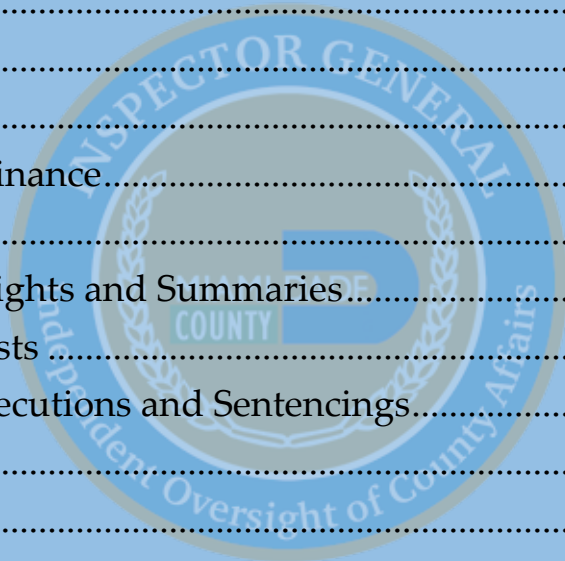 INSPECTOR GENERAL
inance
ights and Summaries
MIAMI-DADE
COUNTY
sts
ecutions and Sentencings
Independent Oversight of County Affairs